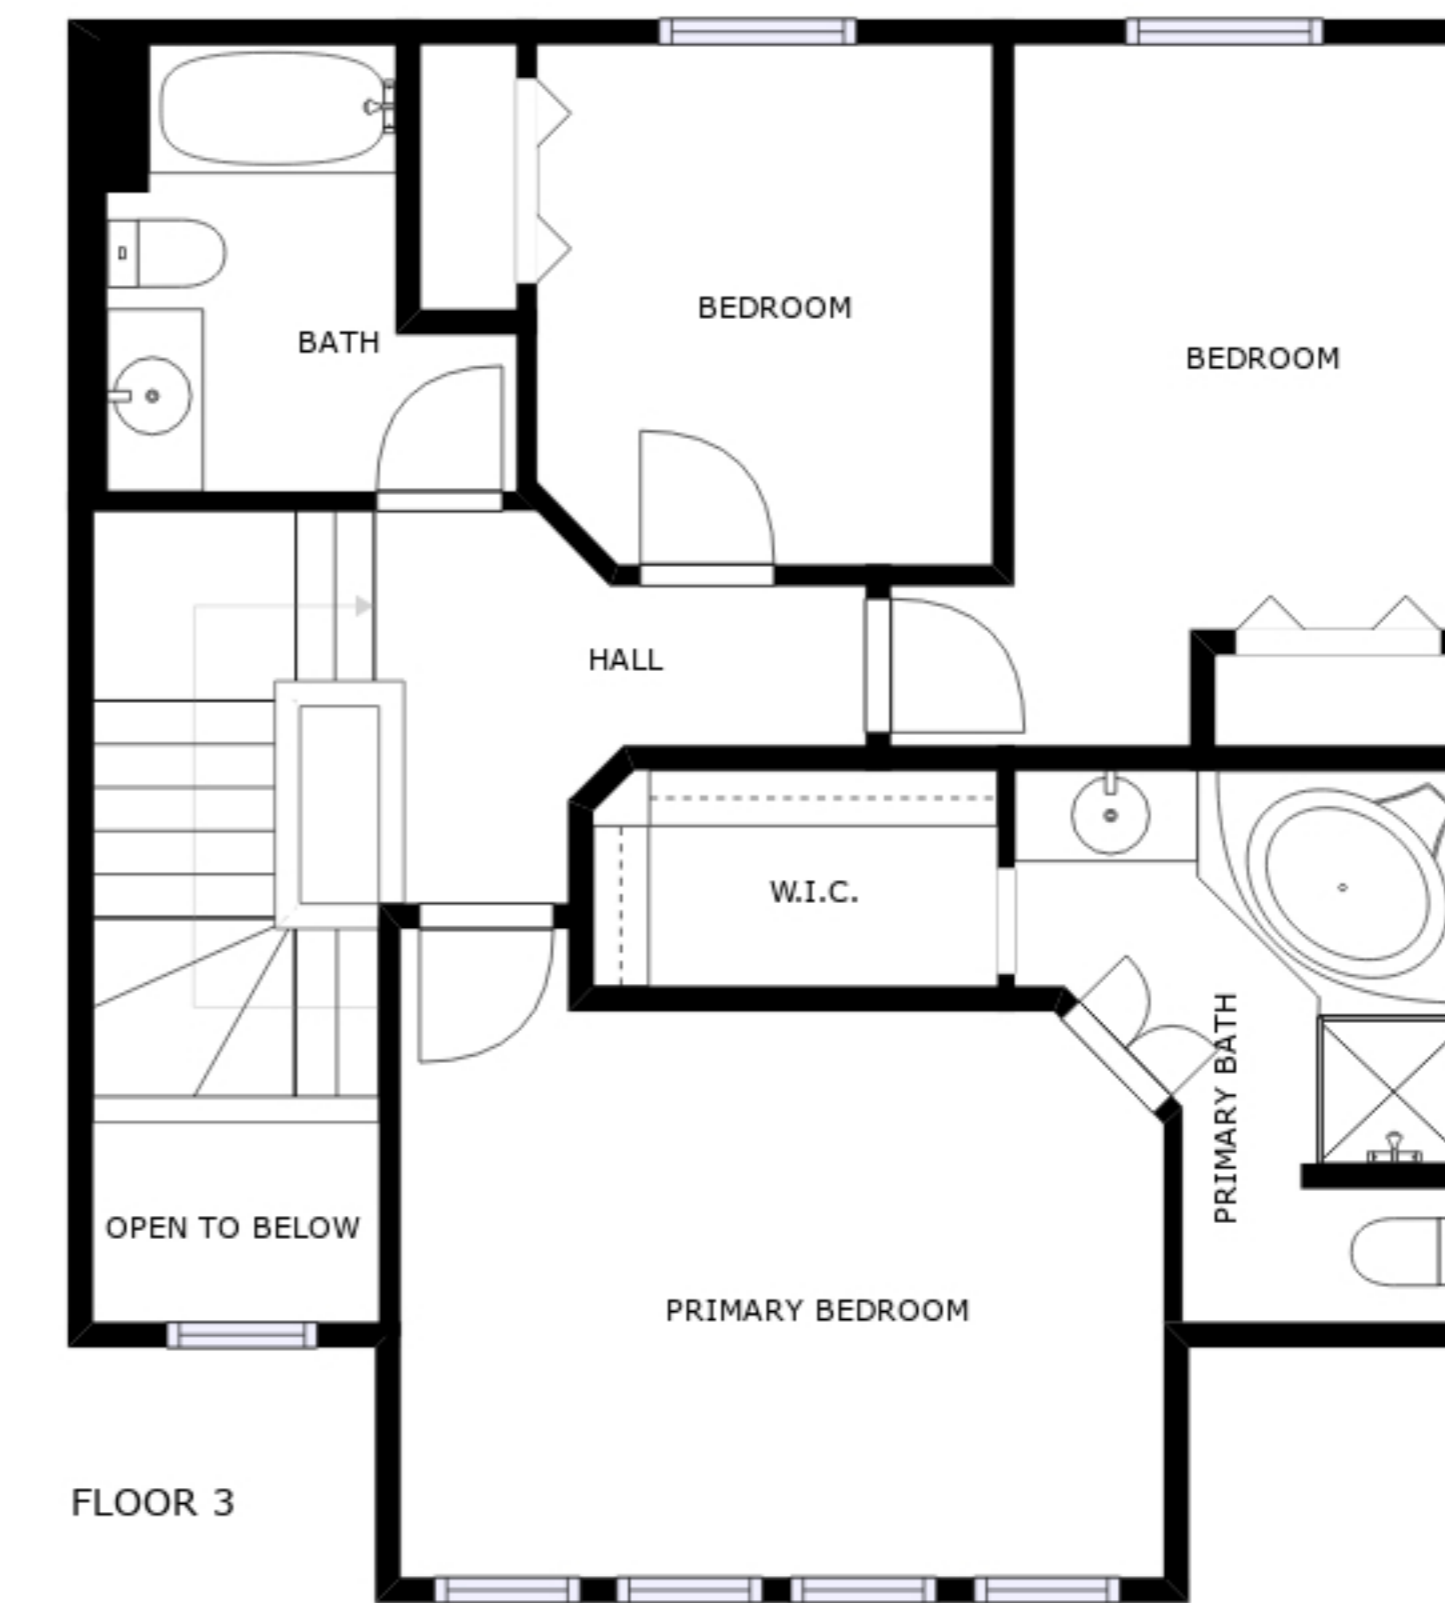 BEDROOM
BATH
BEDROOM
HALL
W.I.C.
PRIMARY BATH
OPEN TO BELOW
PRIMARY BEDROOM
FLOOR 3